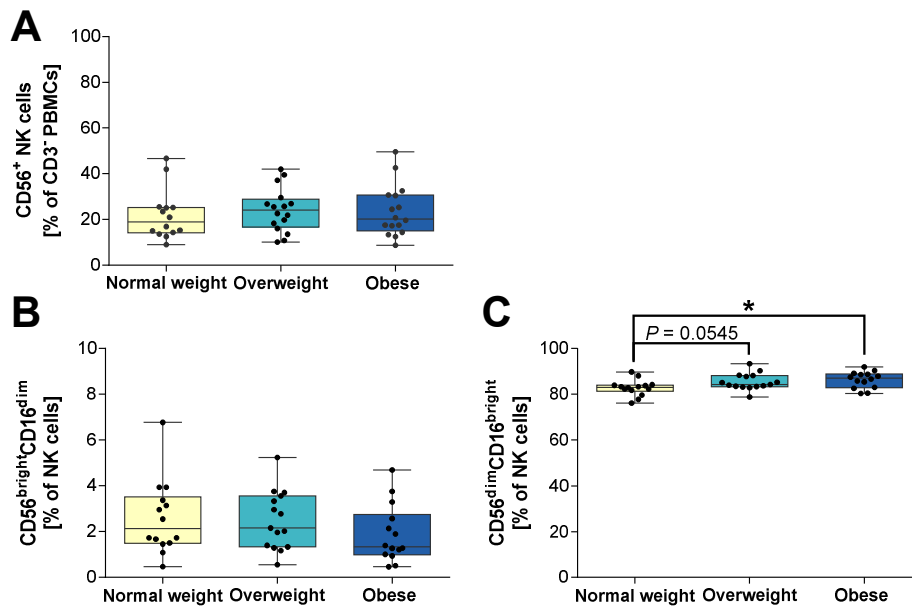 A
CD56+ NK cells
[% of CD3- PBMCs]
100
80
60
40
20
0
Normal weight
Overweight
Obese
B
CD56brightCD16dim
[% of NK cells]
10
8
6
4
2
0
Normal weight
Overweight
Obese
C
*
P = 0.0545
CD56dimCD16bright
[% of NK cells]
100
80
60
40
20
0
Normal weight
Overweight
Obese